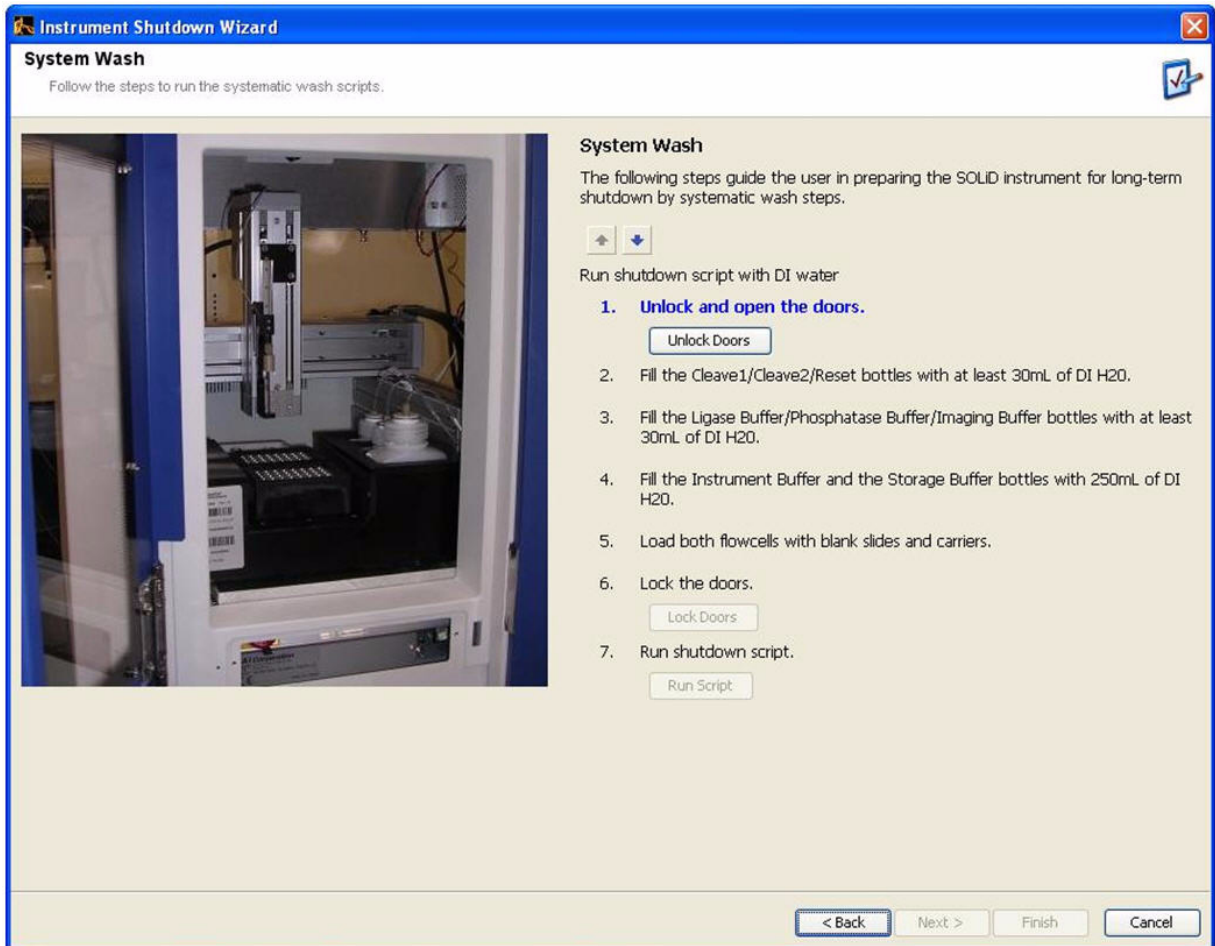 Instrument Shutdown Wizard
System Wash
Follow the steps to run the systematic wash scripts.
System Wash
The following steps guide the user in preparing the SOLiD instrument for long-term
shutdown by systematic wash steps.
Run shutdown script with DI water
1. Unlock and open the doors.
Unlock Doors
2. Fill the Cleave1/Cleave2/Reset bottles with at least 30mL of DI H20.
3. Fill the Ligase Buffer/Phosphatase Buffer/Imaging Buffer bottles with at least
30mL of DI H20.
4. Fill the Instrument Buffer and the Storage Buffer bottles with 250mL of DI
H20.
5. Load both flowcells with blank slides and carriers.
6. Lock the doors.
Lock Doors
7. Run shutdown script.
Run Script
< Back
Next >
Finish
Cancel